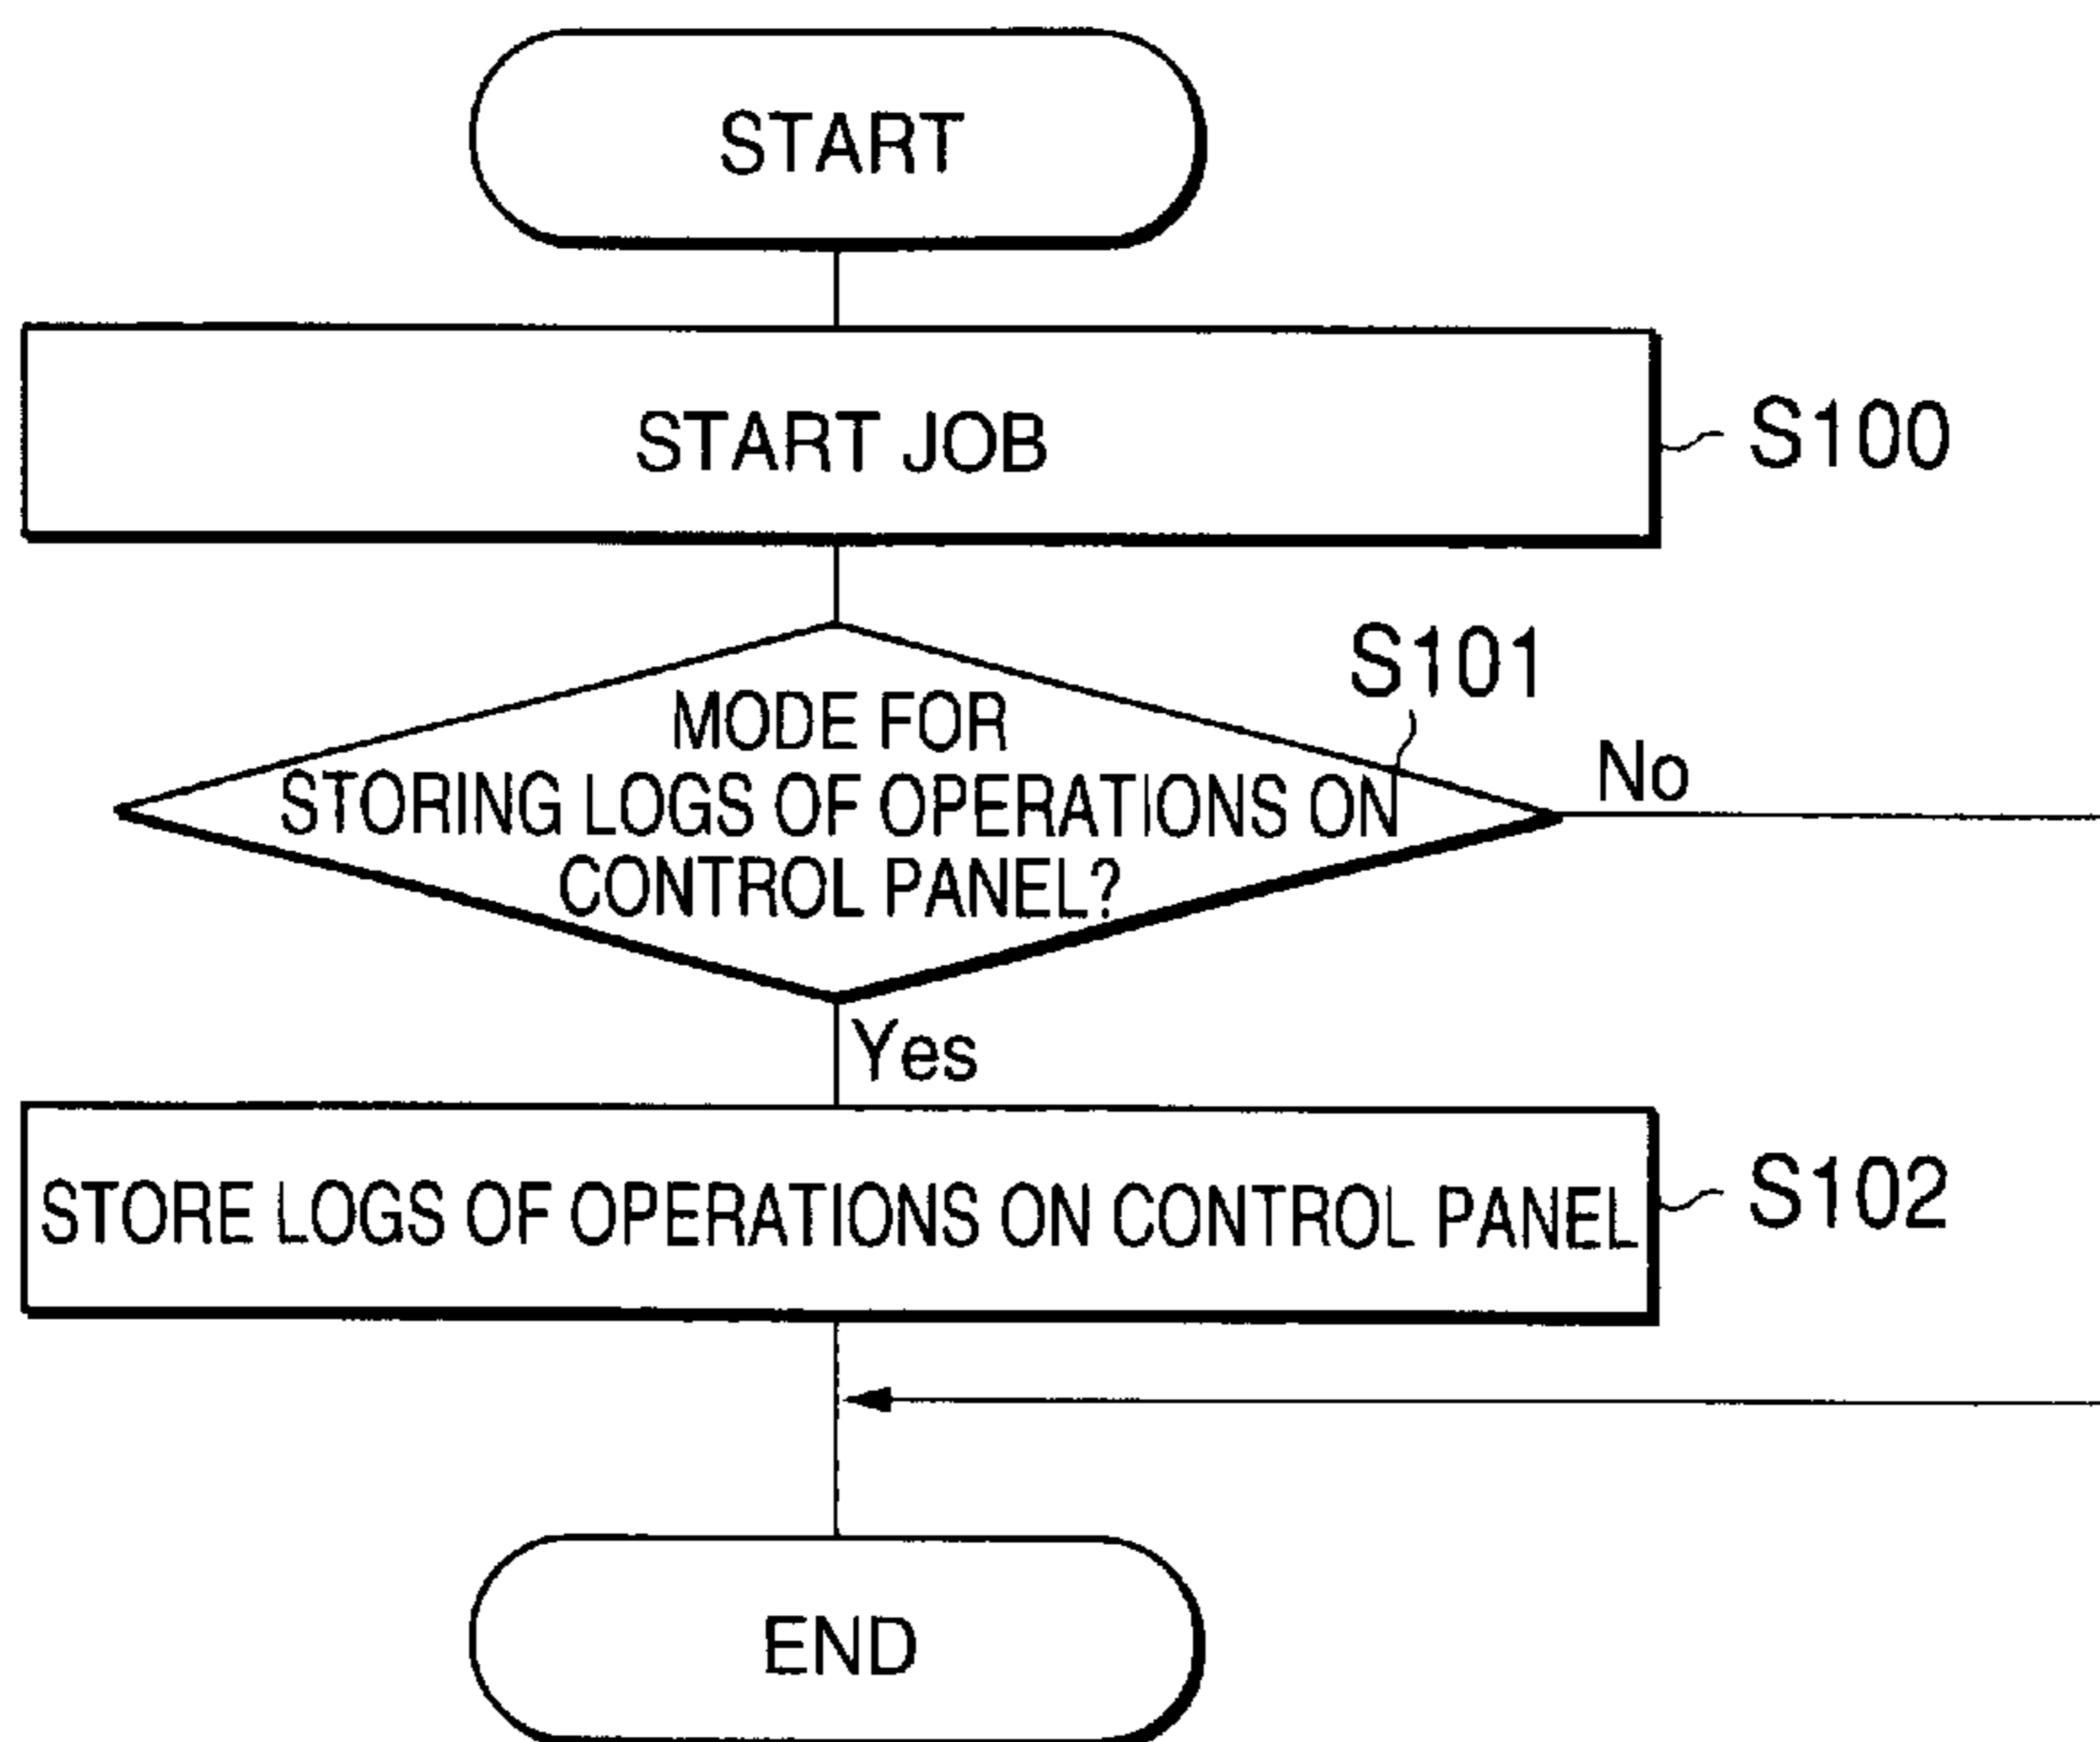 START
START JOB
S100
S101
MODE FOR
STORING LOGS OF OPERATIONS ON
CONTROL PANEL?
No
Yes
STORE LOGS OF OPERATIONS ON CONTROL PANEL
S102
END